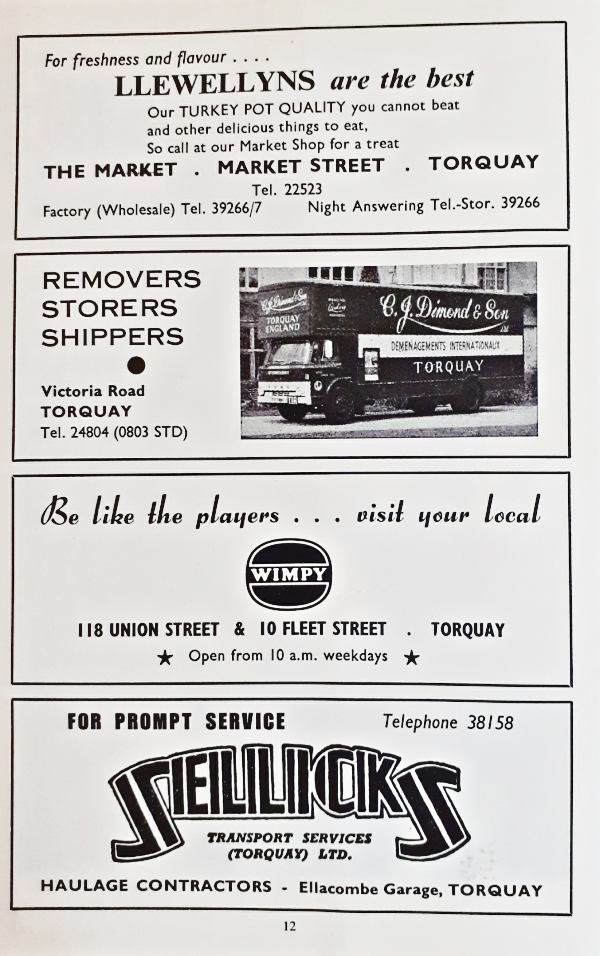 For freshness and flavour . . . .
LLEWELLYNS are the best
Our TURKEY POT QUALITY you cannot beat
and other delicious things to eat,
So call at our Market Shop for a treat
THE MARKET . MARKET STREET . TORQUAY
Tel. 22523
Factory (Wholesale) Tel. 39266/7 Night Answering Tel.-Stor. 39266
REMOVERS
STORERS
SHIPPERS
Victoria Road
TORQUAY
Tel. 24804 (0803 STD)
C. J. Dimond & Son
Ltd
TORQUAY
ENGLAND
C. J. Dimond & Son
Ltd
DEMENAGEMENTS INTERNATIONAUX
TORQUAY
Be like the players . . . visit your local
WIMPY
118 UNION STREET & 10 FLEET STREET . TORQUAY
★ Open from 10 a.m. weekdays ★
FOR PROMPT SERVICE Telephone 38158
SELLICKS
TRANSPORT SERVICES
(TORQUAY) LTD.
HAULAGE CONTRACTORS - Ellacombe Garage, TORQUAY
12